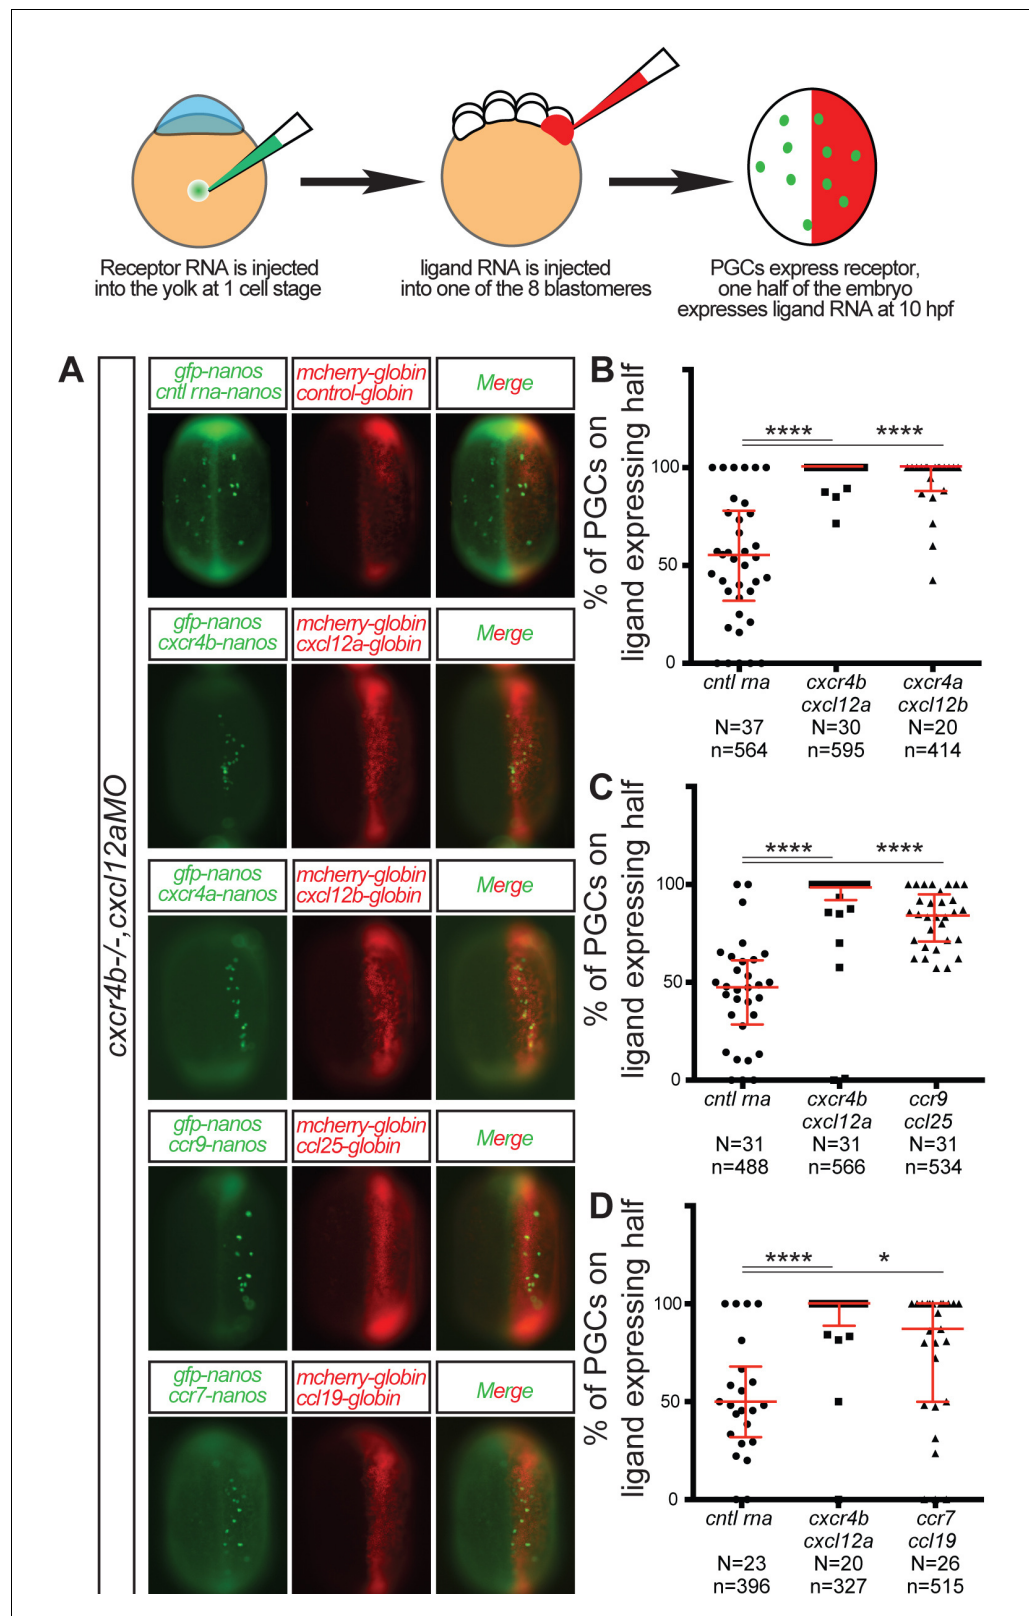 Receptor RNA is injected
into the yolk at 1 cell stage
ligand RNA is injected
into one of the 8 blastomeres
PGCs express receptor,
one half of the embryo
expresses ligand RNA at 10 hpf
A
cxcr4b-/-,cxcl12aMO
gfp-nanos
cntl rna-nanos
mcherry-globin
control-globin
Merge
gfp-nanos
cxcr4b-nanos
mcherry-globin
cxcl12a-globin
Merge
gfp-nanos
cxcr4a-nanos
mcherry-globin
cxcl12b-globin
Merge
gfp-nanos
ccr9-nanos
mcherry-globin
ccl25-globin
Merge
gfp-nanos
ccr7-nanos
mcherry-globin
ccl19-globin
Merge
B
% of PGCs on
ligand expressing half
100
50
0
****
****
cntl rna
N=37
n=564
cxcr4b
cxcl12a
N=30
n=595
cxcr4a
cxcl12b
N=20
n=414
C
% of PGCs on
ligand expressing half
100
50
0
****
****
cntl rna
N=31
n=488
cxcr4b
cxcl12a
N=31
n=566
ccr9
ccl25
N=31
n=534
D
% of PGCs on
ligand expressing half
100
50
0
****
*
cntl rna
N=23
n=396
cxcr4b
cxcl12a
N=20
n=327
ccr7
ccl19
N=26
n=515